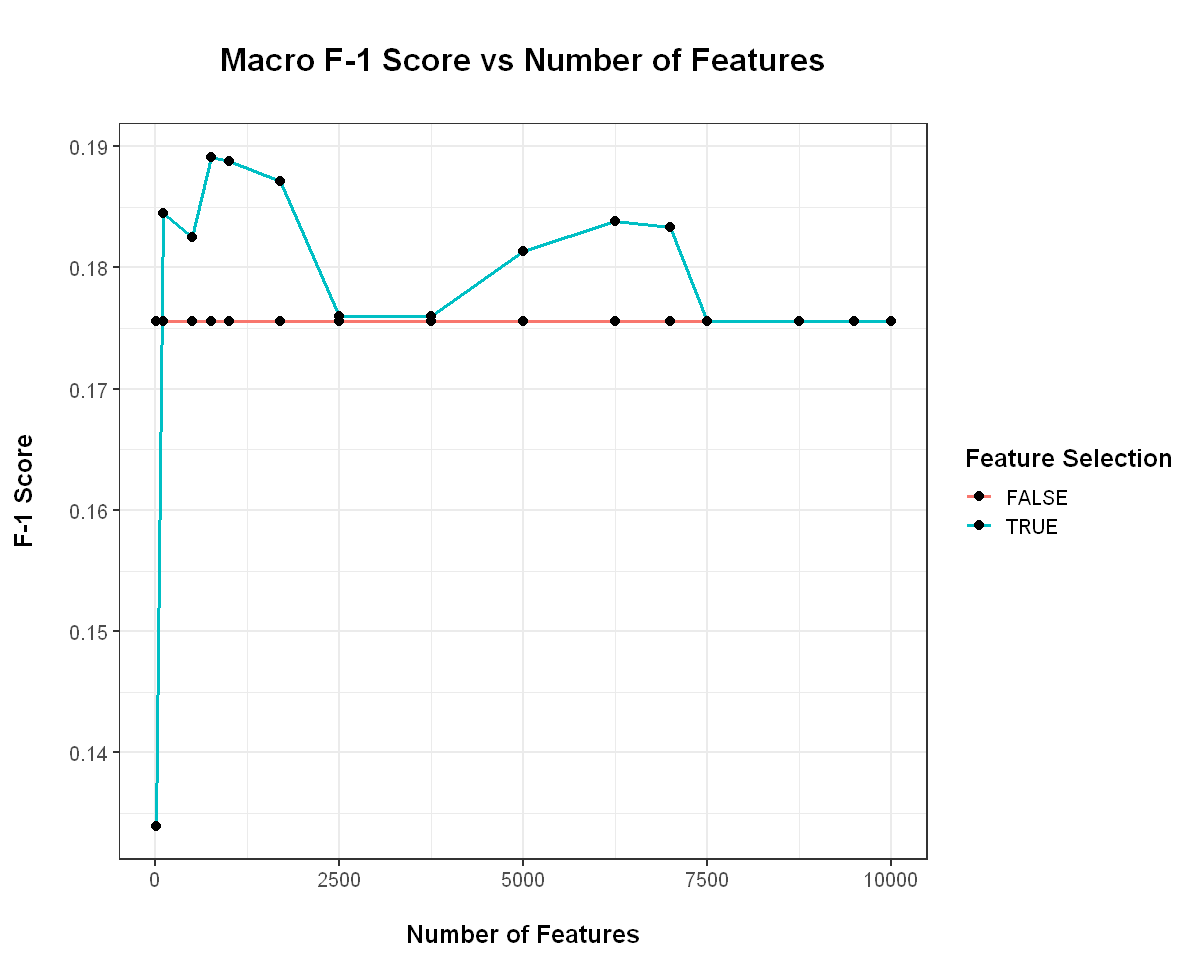 Macro F-1 Score vs Number of Features
0.19
0.18
0.17
0.16
0.15
0.14
F-1 Score
0 2500 5000 7500 10000
Number of Features
Feature Selection
FALSE
TRUE